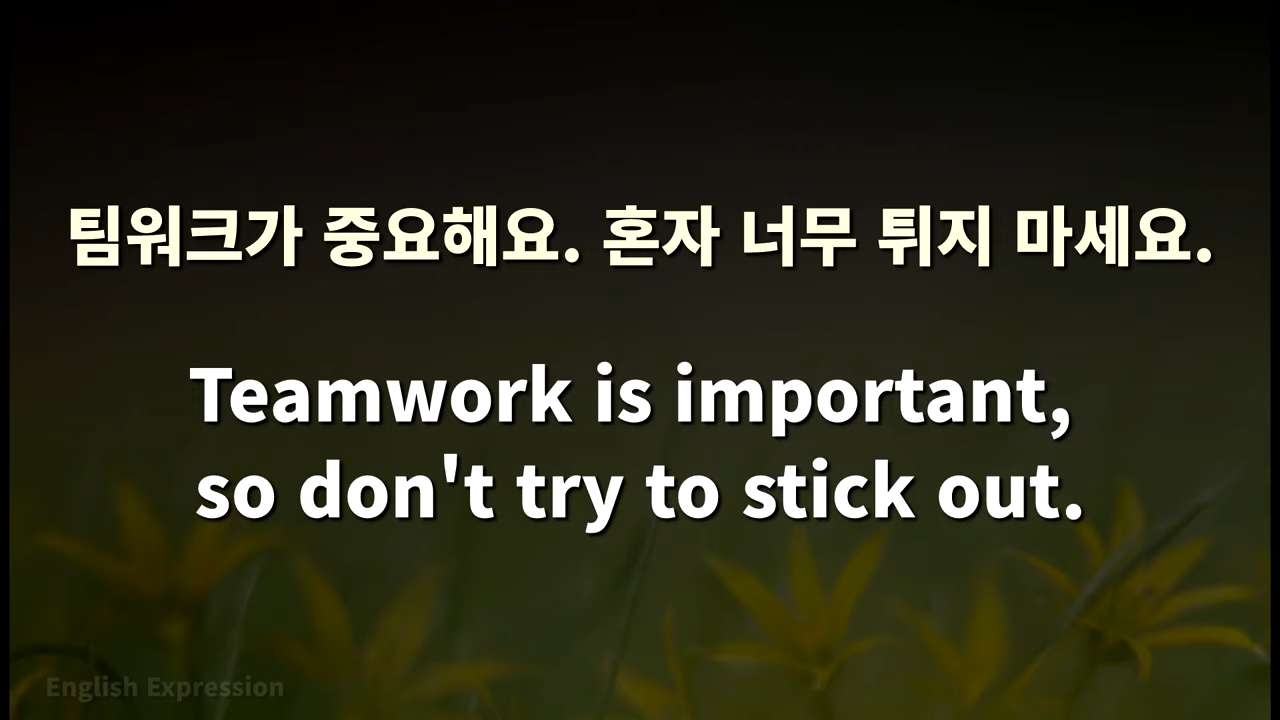 팀워크가 중요해요. 혼자 너무 튀지 마세요.
Teamwork is important,
so don't try to stick out.
English Expression